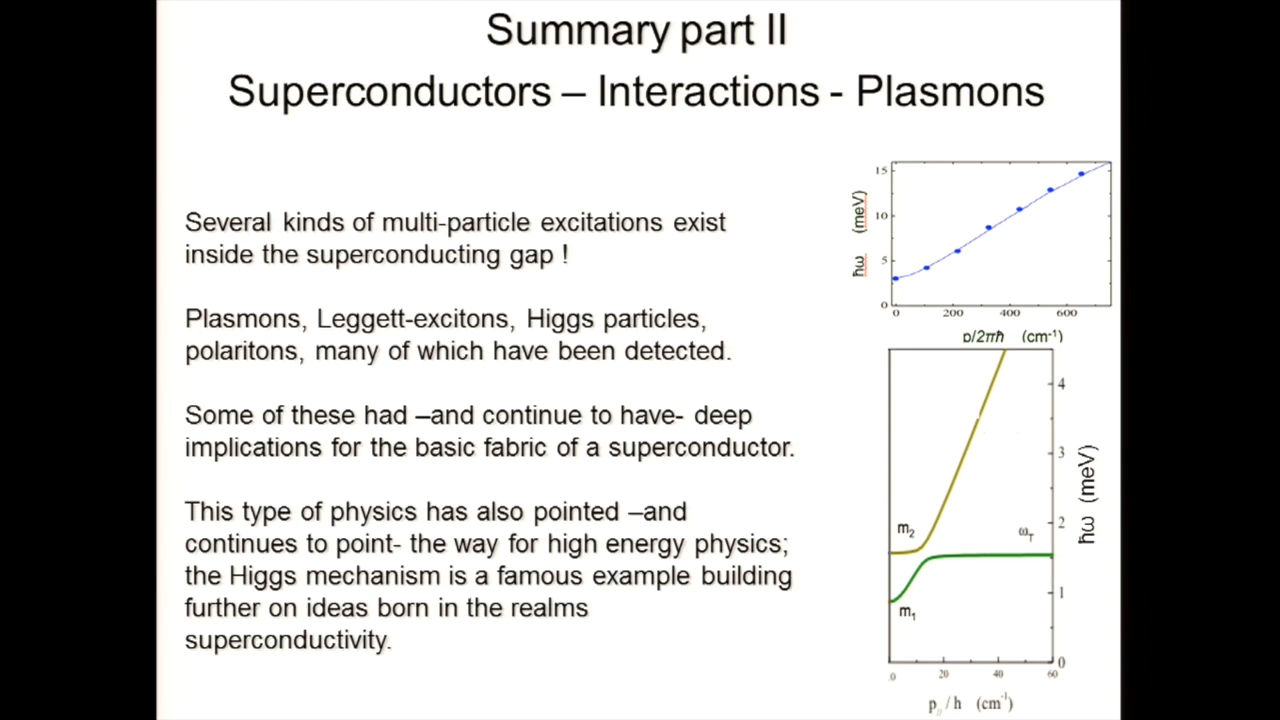 Summary part II
Superconductors – Interactions - Plasmons
Several kinds of multi-particle excitations exist
inside the superconducting gap !
Plasmons, Leggett-excitons, Higgs particles,
polaritons, many of which have been detected.
Some of these had –and continue to have- deep
implications for the basic fabric of a superconductor.
This type of physics has also pointed –and
continues to point- the way for high energy physics;
the Higgs mechanism is a famous example building
further on ideas born in the realms
superconductivity.
15
10
5
0
ħω (meV)
0 200 400 600
p/2πħ (cm⁻¹)
4
3
2
1
0
ħω (meV)
m₂
ω_T
m₁
0 20 40 60
p_// / h (cm⁻¹)